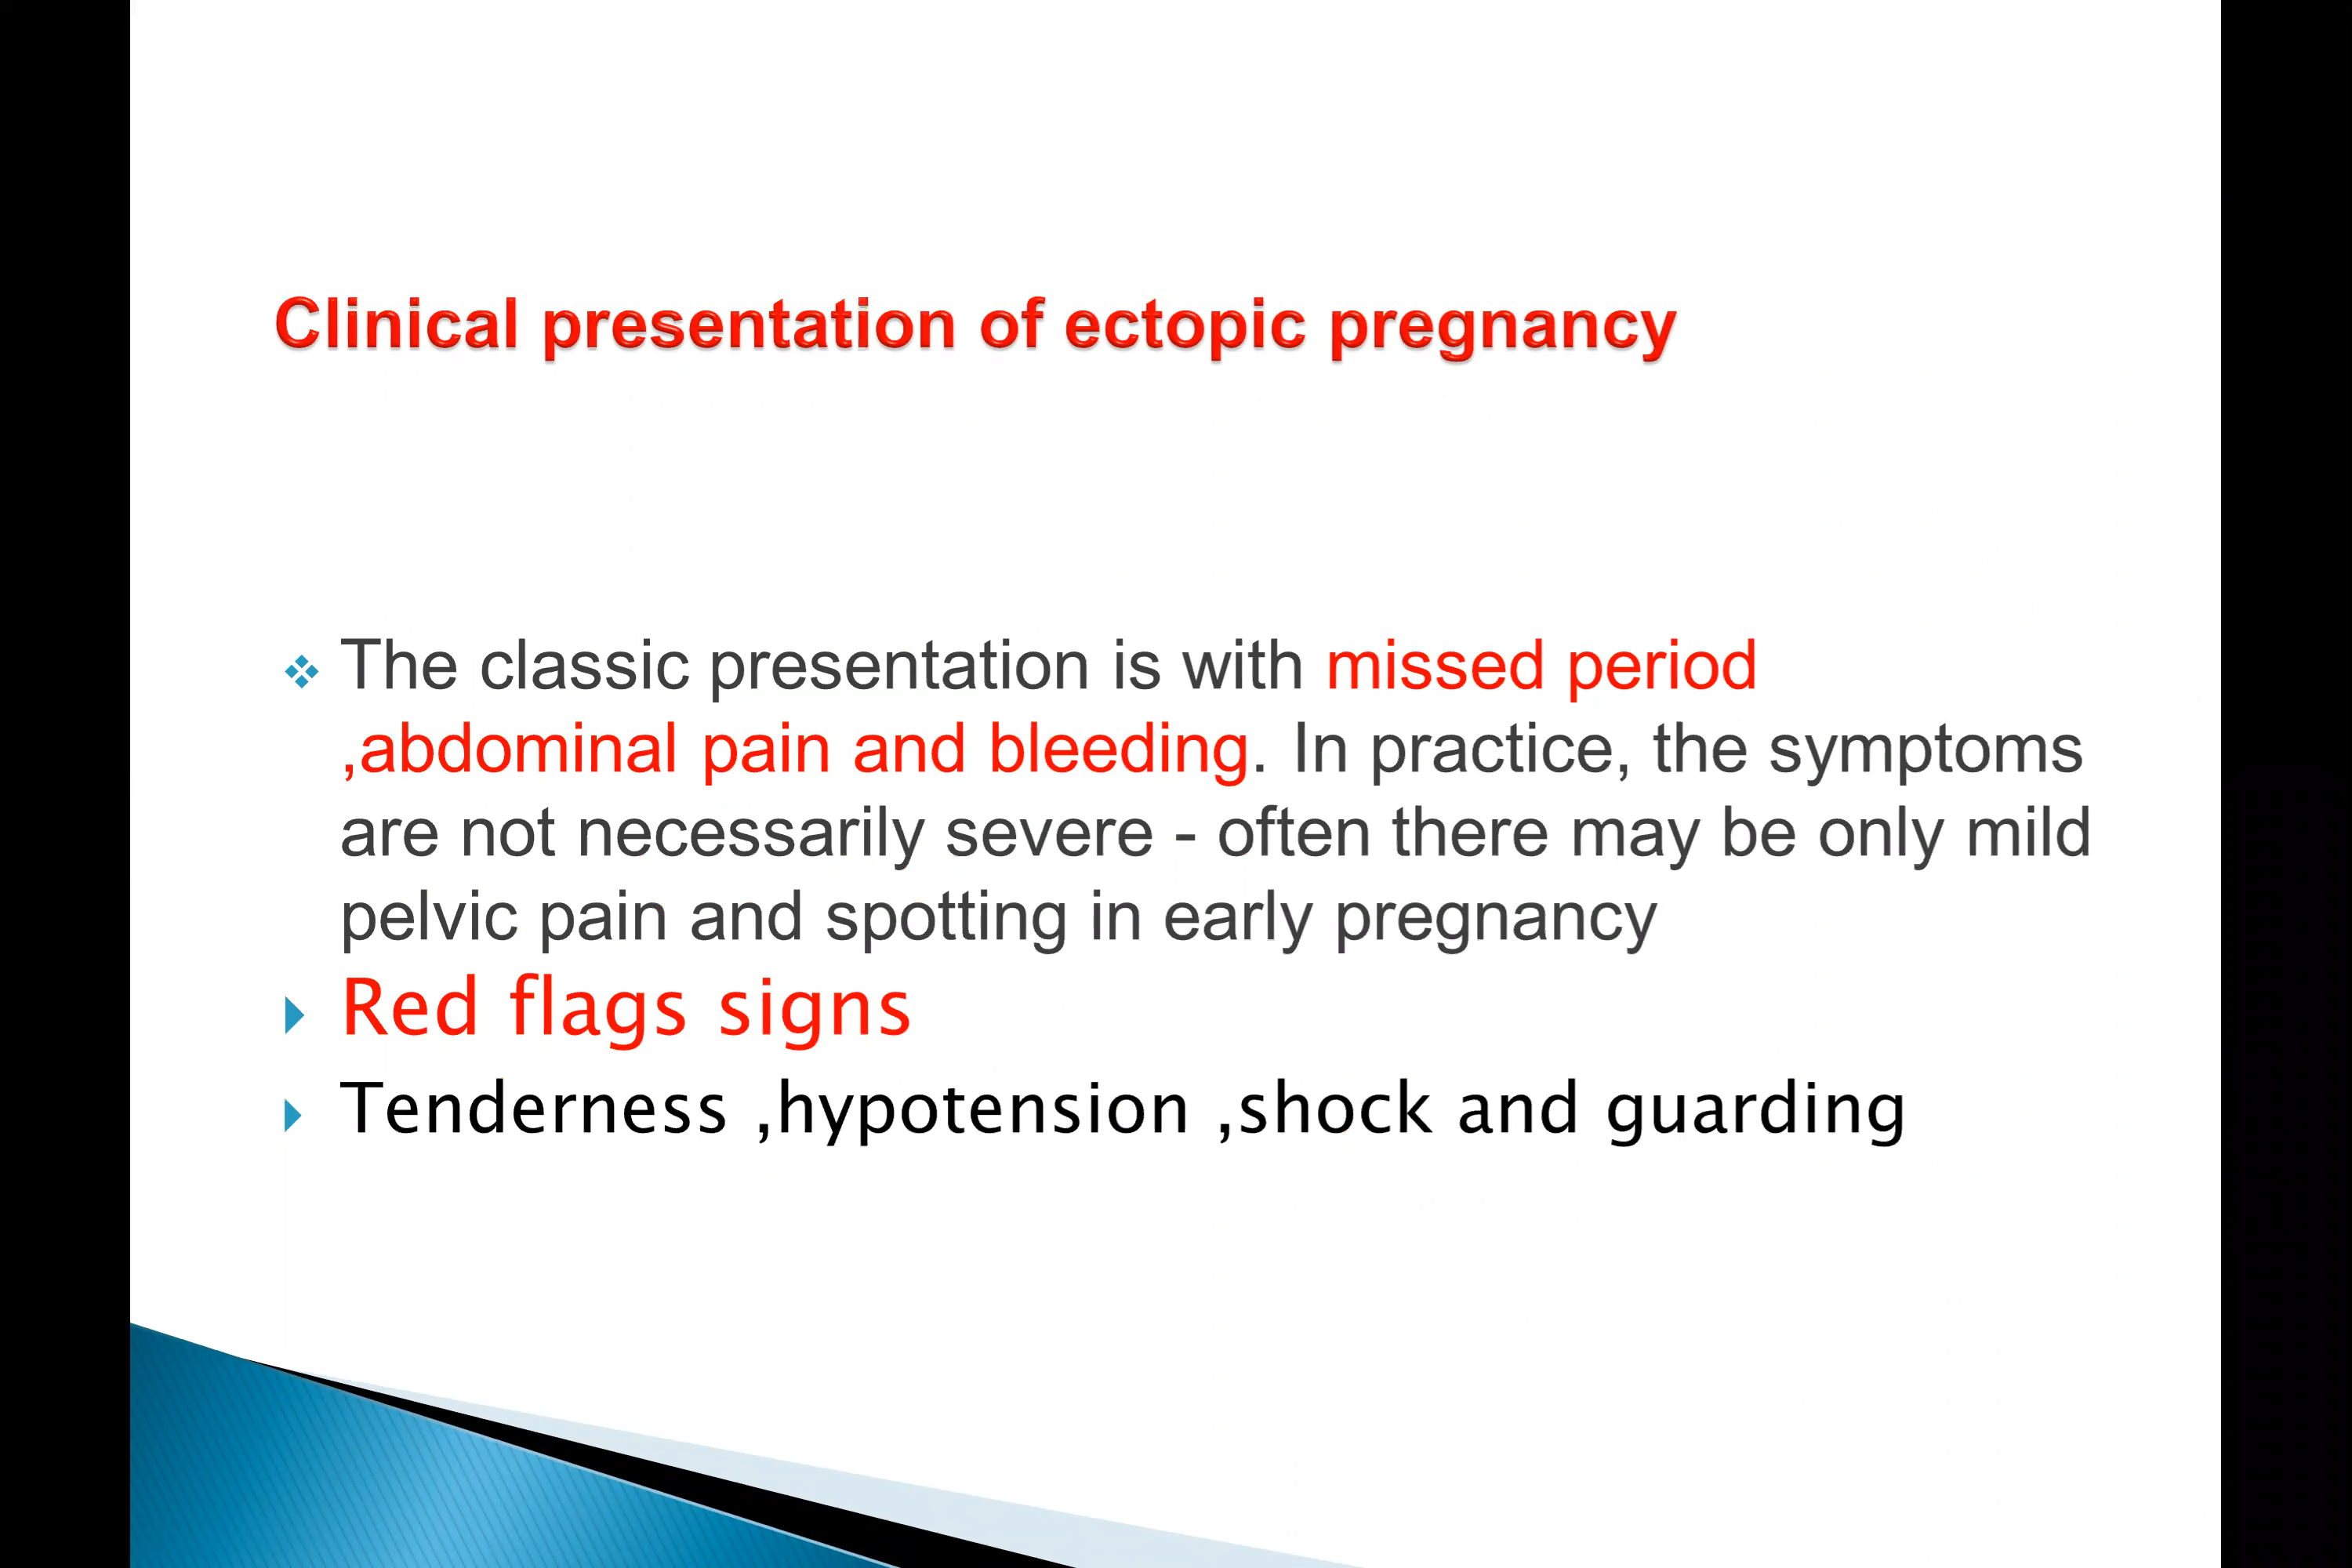 Clinical presentation of ectopic pregnancy
The classic presentation is with missed period
,abdominal pain and bleeding. In practice, the symptoms
are not necessarily severe - often there may be only mild
pelvic pain and spotting in early pregnancy
Red flags signs
Tenderness ,hypotension ,shock and guarding